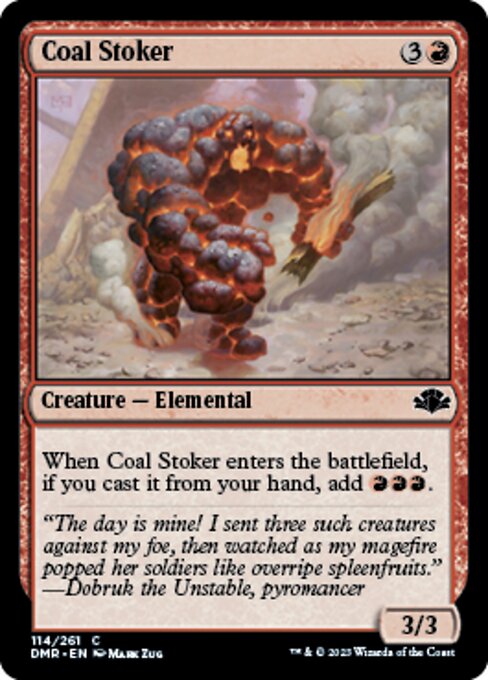 Coal Stoker 3
Creature — Elemental
When Coal Stoker enters the battlefield,
if you cast it from your hand, add .
“The day is mine! I sent three such creatures
against my foe, then watched as my magefire
popped her soldiers like overripe spleenfruits.”
—Dobruk the Unstable, pyromancer
3/3
114/261 C
DMR • EN Mark Zug
™ & © 2023 Wizards of the Coast